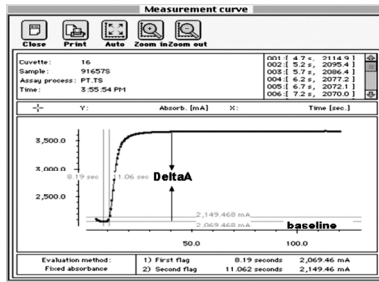 Measurement curve
Close Print Auto Zoom in Zoom out
Cuvette: 16
Sample: 91657S
Assay process: PT.TS
Time: 3:55:54 PM
001:[ 4.7 s, 2114.9]
002:[ 5.2 s, 2095.4]
003:[ 5.7 s, 2086.4]
004:[ 6.2 s, 2077.2]
005:[ 6.7 s, 2072.1]
006:[ 7.2 s, 2070.0]
Y: Absorb. [mA] X: Time [sec.]
3,500.0
3,000.0
8.19 sec 11.06 sec DeltaA
2,500.0
2,149.468 mA
2,069.468 mA baseline
50.0 100.0
Evaluation method: 1) First flag 8.19 seconds 2,069.46 mA
Fixed absorbance 2) Second flag 11.062 seconds 2,149.46 mA